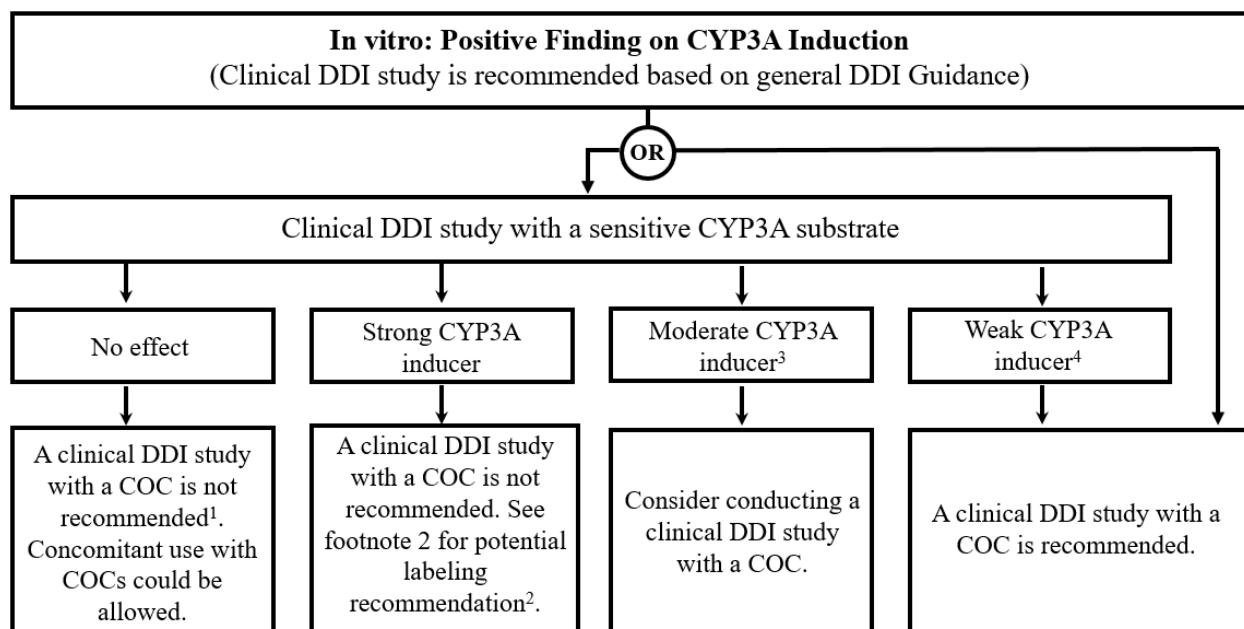 In vitro: Positive Finding on CYP3A Induction
(Clinical DDI study is recommended based on general DDI Guidance)
OR
Clinical DDI study with a sensitive CYP3A substrate
No effect
Strong CYP3A
inducer
Moderate CYP3A
inducer³
Weak CYP3A
inducer⁴
A clinical DDI study
with a COC is not
recommended¹.
Concomitant use with
COCs could be
allowed.
A clinical DDI study
with a COC is not
recommended. See
footnote 2 for potential
labeling
recommendation².
Consider conducting a
clinical DDI study
with a COC.
A clinical DDI study with a
COC is recommended.